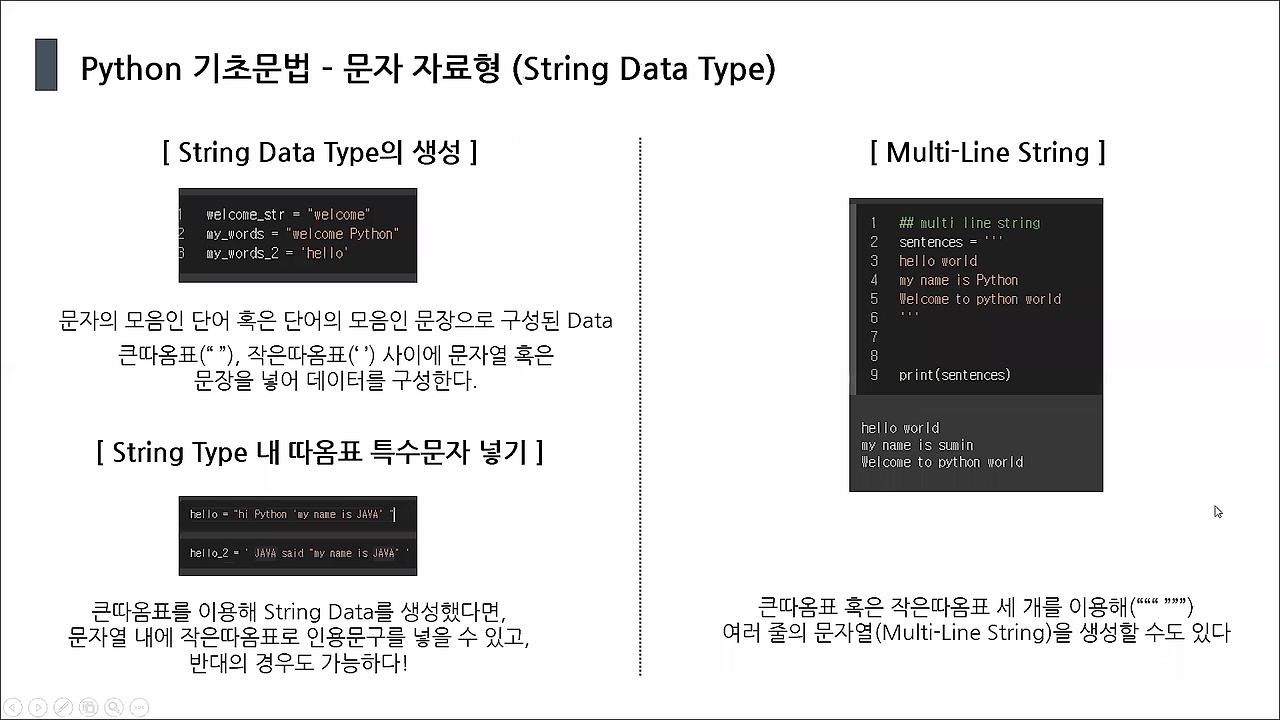 Python 기초문법 - 문자 자료형 (String Data Type)
[ String Data Type의 생성 ]
1 welcome_str = "welcome"
2 my_words = "welcome Python"
3 my_words_2 = 'hello'
문자의 모음인 단어 혹은 단어의 모음인 문장으로 구성된 Data
큰따옴표(“ ”), 작은따옴표(‘ ’) 사이에 문자열 혹은
문장을 넣어 데이터를 구성한다.
[ String Type 내 따옴표 특수문자 넣기 ]
hello = "hi Python 'my name is JAVA' "
hello_2 = ' JAVA said "my name is JAVA" '
큰따옴표를 이용해 String Data를 생성했다면,
문자열 내에 작은따옴표로 인용문구를 넣을 수 있고,
반대의 경우도 가능하다!
[ Multi-Line String ]
1 ## multi line string
2 sentences = '''
3 hello world
4 my name is Python
5 Welcome to python world
6 '''
7
8
9 print(sentences)
hello world
my name is sumin
Welcome to python world
큰따옴표 혹은 작은따옴표 세 개를 이용해(“““ ”””)
여러 줄의 문자열(Multi-Line String)을 생성할 수도 있다